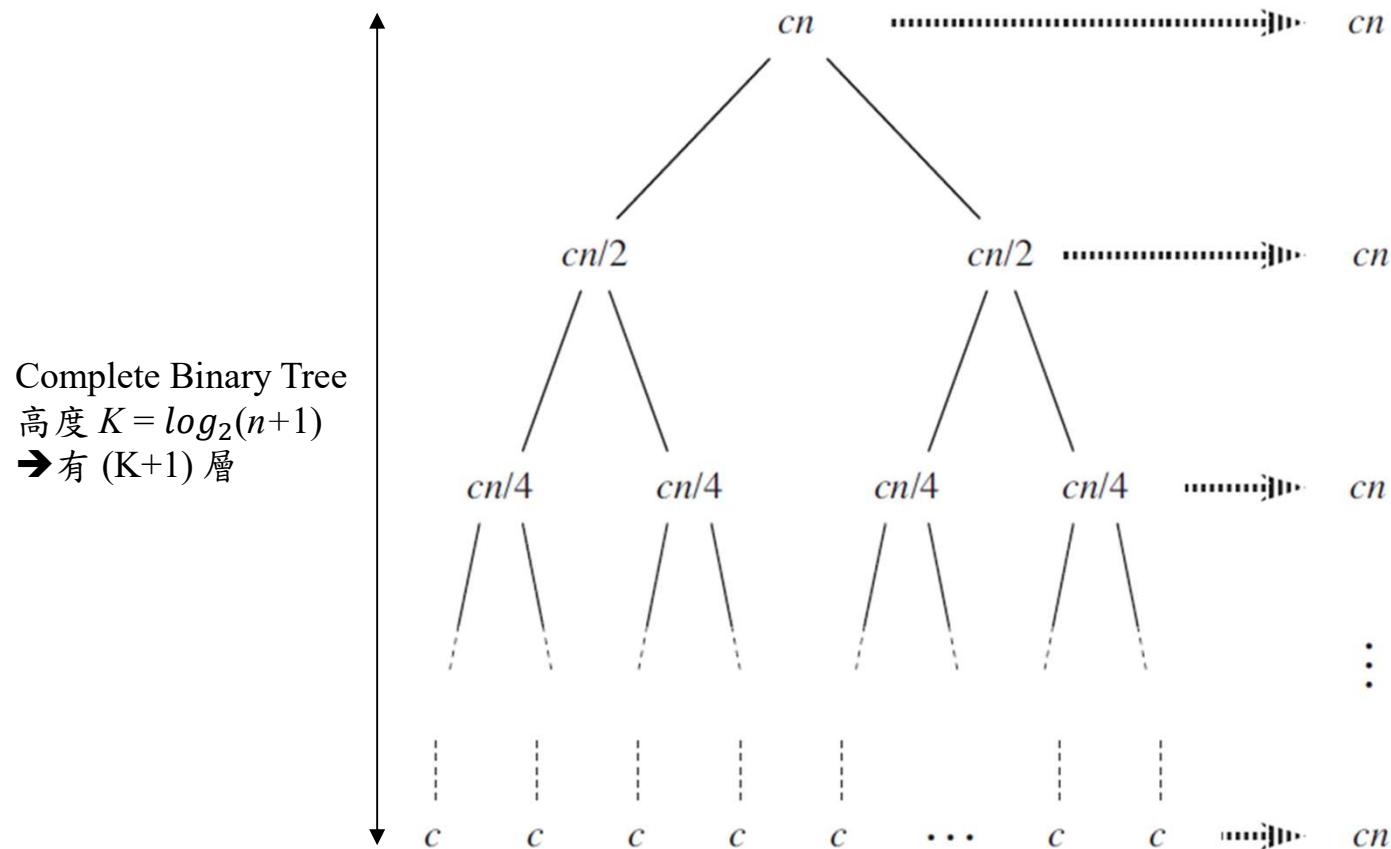 cn cn
cn/2 cn/2 cn
Complete Binary Tree
高度 K = log₂(n+1)
➔有 (K+1) 層
cn/4 cn/4 cn/4 cn/4 cn
⋮
c c c c c ··· c c cn